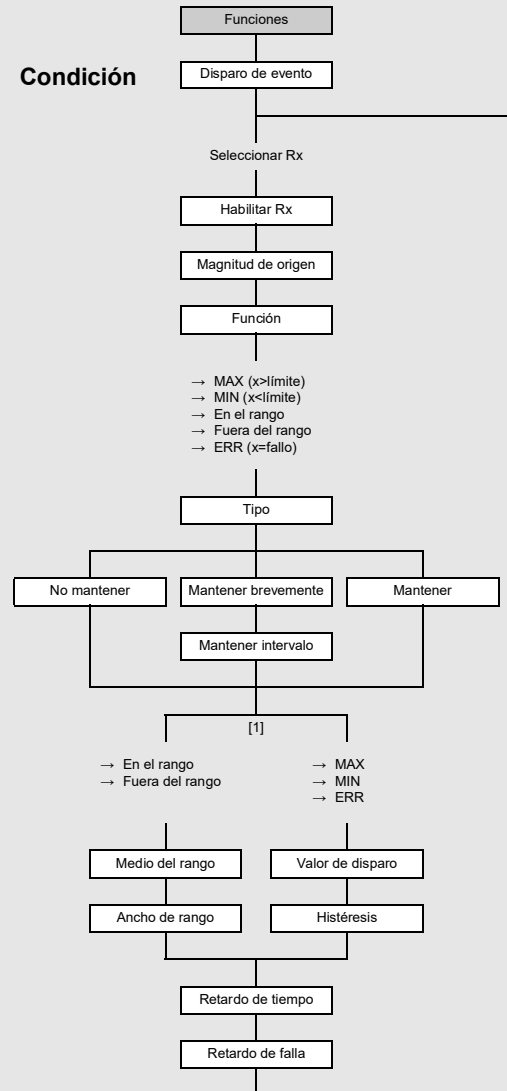 Funciones
Condición
Disparo de evento
Seleccionar Rx
Habilitar Rx
Magnitud de origen
Función
→ MAX (x>límite)
→ MIN (x<límite)
→ En el rango
→ Fuera del rango
→ ERR (x=fallo)
Tipo
No mantener
Mantener brevemente
Mantener
Mantener intervalo
[1]
→ En el rango
→ Fuera del rango
→ MAX
→ MIN
→ ERR
Medio del rango
Valor de disparo
Ancho de rango
Histéresis
Retardo de tiempo
Retardo de falla